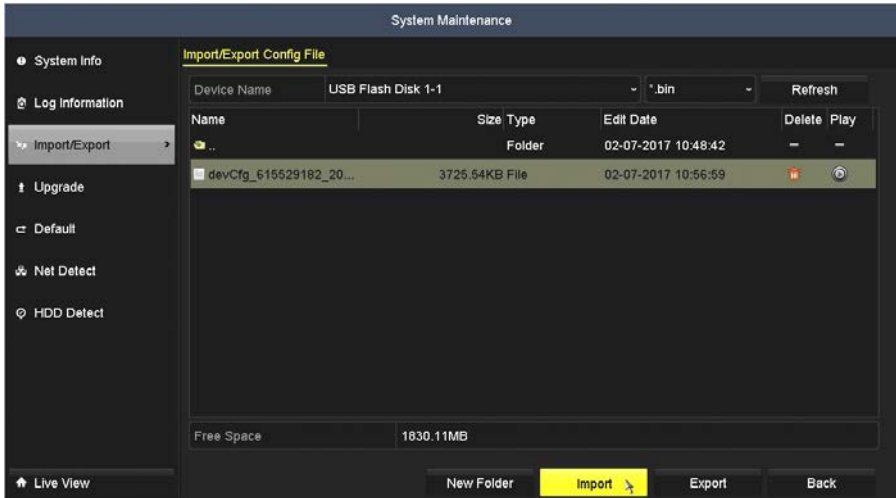 System Maintenance
System Info
Log Information
Import/Export
Upgrade
Default
Net Detect
HDD Detect
Live View
Import/Export Config File
Device Name USB Flash Disk 1-1 *.bin Refresh
Name Size Type Edit Date Delete Play
.. Folder 02-07-2017 10:48:42 – –
devCfg_615529182_20... 3725.54KB File 02-07-2017 10:56:59
Free Space 1830.11MB
New Folder Import Export Back